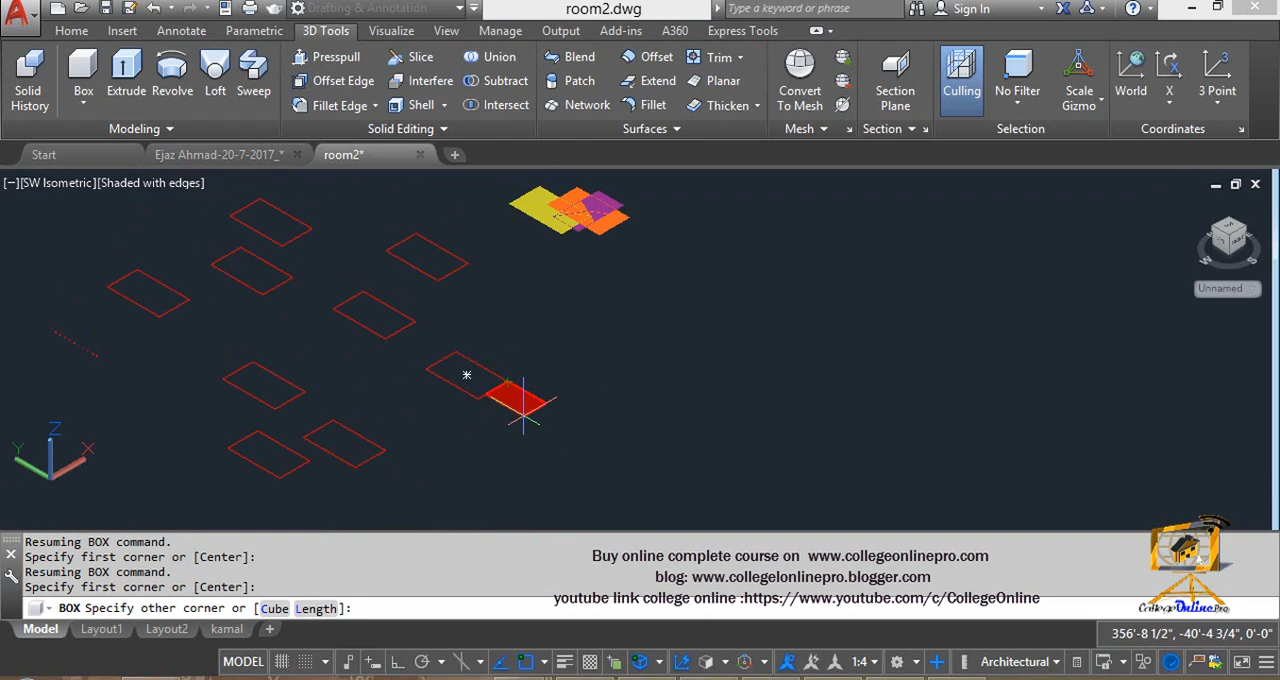 Drafting & Annotation
room2.dwg
Type a keyword or phrase
Sign In
Home
Insert
Annotate
Parametric
3D Tools
Visualize
View
Manage
Output
Add-ins
A360
Express Tools
Solid History
Box
Extrude
Revolve
Loft
Sweep
Modeling
Presspull
Offset Edge
Fillet Edge
Slice
Interfere
Shell
Union
Subtract
Intersect
Solid Editing
Blend
Patch
Network
Offset
Extend
Fillet
Trim
Planar
Thicken
Surfaces
Convert To Mesh
Mesh
Section Plane
Section
Culling
No Filter
Scale Gizmo
Selection
World
X
3 Point
Coordinates
Start
Ejaz Ahmad-20-7-2017_*
room2*
[−][SW Isometric][Shaded with edges]
W
S
Unnamed
Z
Y
X
Resuming BOX command.
Specify first corner or [Center]:
Resuming BOX command.
Specify first corner or [Center]:
BOX Specify other corner or [Cube Length]:
Buy online complete course on www.collegeonlinepro.com
blog: www.collegelonlinepro.blogger.com
youtube link college online :https://www.youtube.com/c/CollegeOnline
College Online Pro
Model
Layout1
Layout2
kamal
356'-8 1/2", -40'-4 3/4", 0'-0"
MODEL
1:4
Architectural